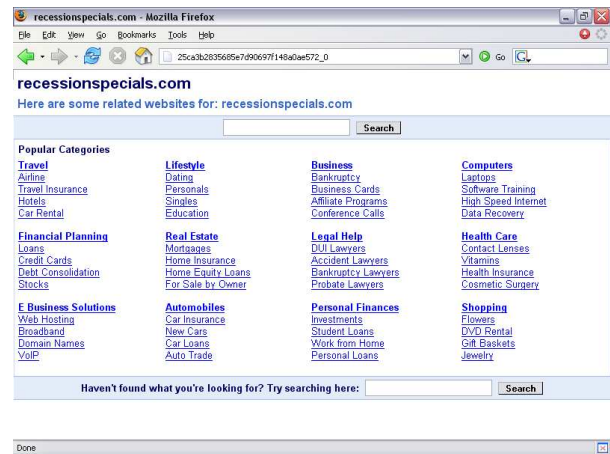 recessionspecials.com - Mozilla Firefox
File Edit View Go Bookmarks Tools Help
25ca3b2835685e7d90697f148a0ae572_0 Go G
recessionspecials.com
Here are some related websites for: recessionspecials.com
Search
Popular Categories
Travel Lifestyle Business Computers
Airline Dating Bankruptcy Laptops
Travel Insurance Personals Business Cards Software Training
Hotels Singles Affiliate Programs High Speed Internet
Car Rental Education Conference Calls Data Recovery
Financial Planning Real Estate Legal Help Health Care
Loans Mortgages DUI Lawyers Contact Lenses
Credit Cards Home Insurance Accident Lawyers Vitamins
Debt Consolidation Home Equity Loans Bankruptcy Lawyers Health Insurance
Stocks For Sale by Owner Probate Lawyers Cosmetic Surgery
E Business Solutions Automobiles Personal Finances Shopping
Web Hosting Car Insurance Investments Flowers
Broadband New Cars Student Loans DVD Rental
Domain Names Car Loans Work from Home Gift Baskets
VoIP Auto Trade Personal Loans Jewelry
Haven't found what you're looking for? Try searching here: Search
Done